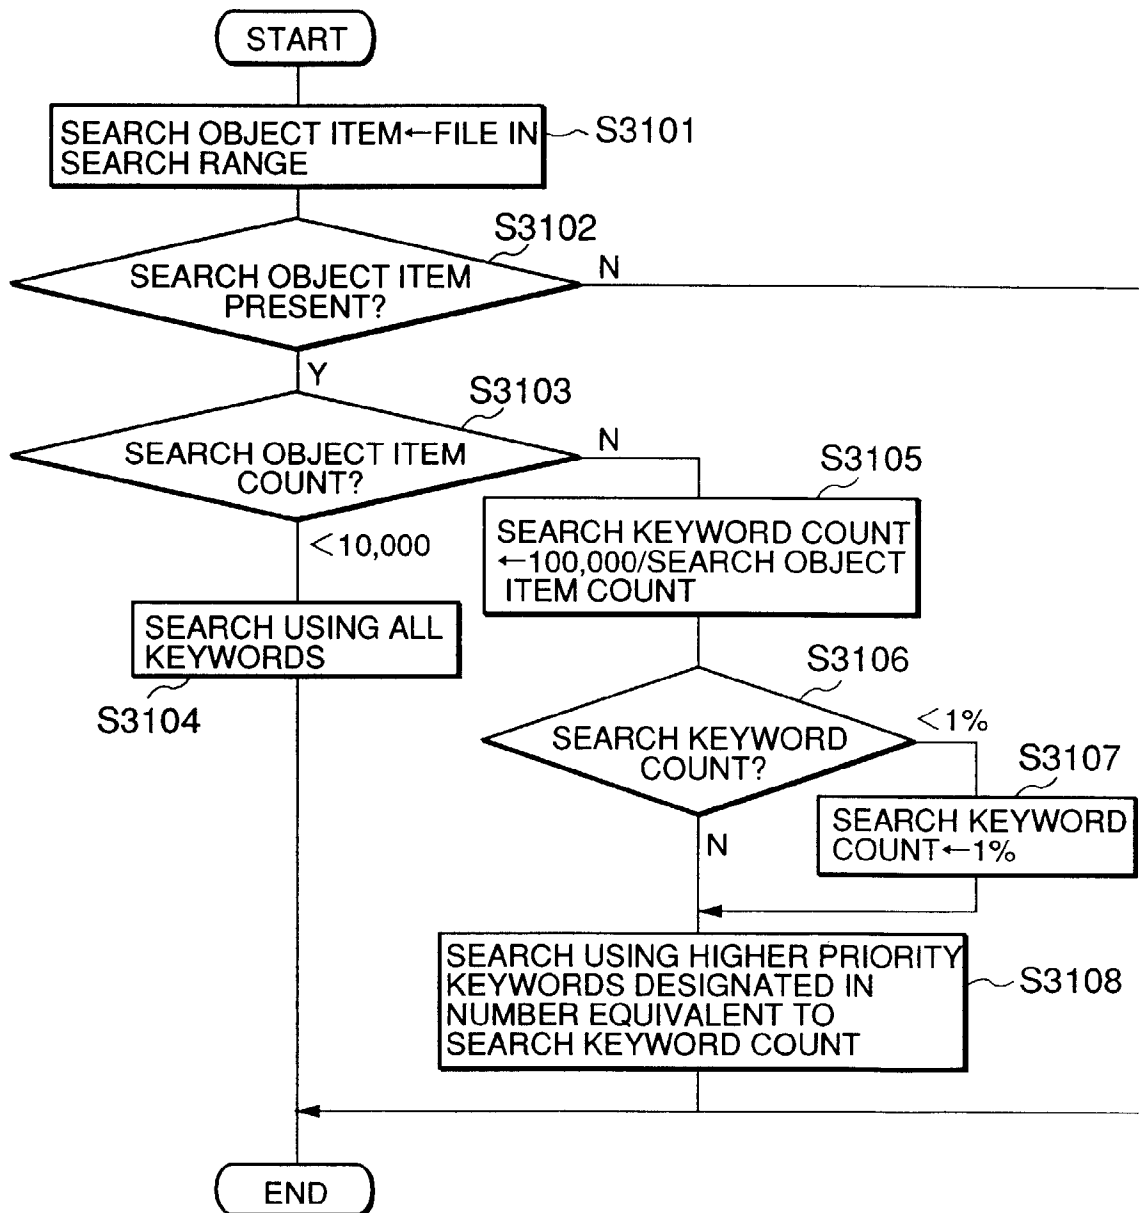 START
SEARCH OBJECT ITEM←FILE IN
SEARCH RANGE
S3101
S3102
SEARCH OBJECT ITEM
PRESENT?
N
Y
S3103
SEARCH OBJECT ITEM
COUNT?
N
<10,000
S3105
SEARCH KEYWORD COUNT
←100,000/SEARCH OBJECT
ITEM COUNT
SEARCH USING ALL
KEYWORDS
S3104
S3106
SEARCH KEYWORD
COUNT?
<1%
N
S3107
SEARCH KEYWORD
COUNT←1%
SEARCH USING HIGHER PRIORITY
KEYWORDS DESIGNATED IN
NUMBER EQUIVALENT TO
SEARCH KEYWORD COUNT
S3108
END